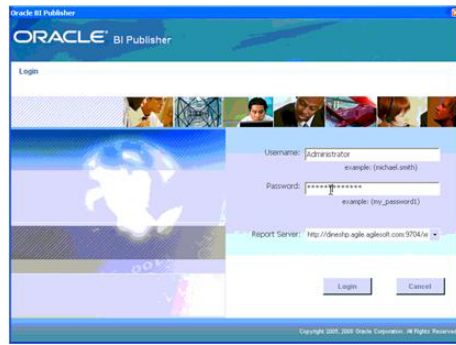 Oracle BI Publisher
ORACLE BI Publisher
Login
Username: Administrator
example: (michael.smith)
Password: *************
example: (my_password1)
Report Server: http://dineshp.agile.agilesoft.com:9704/w
Login Cancel
Copyright 2005, 2008 Oracle Corporation. All Rights Reserved